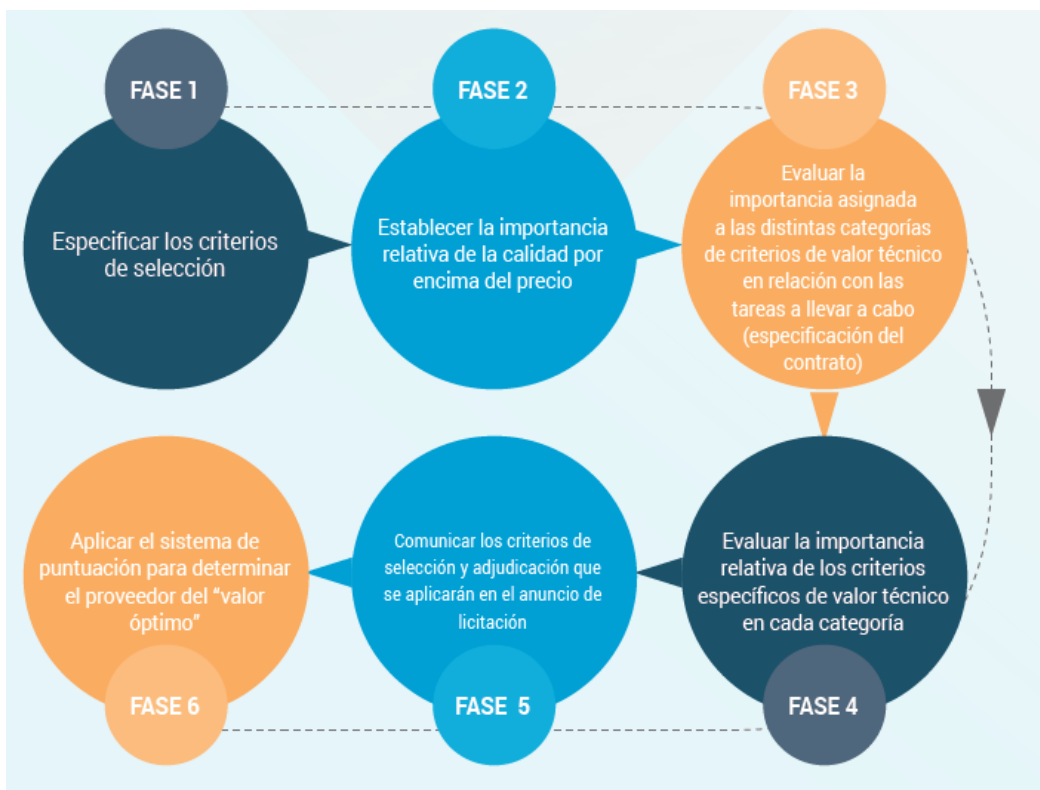 FASE 1
Especificar los criterios
de selección
FASE 2
Establecer la importancia
relativa de la calidad por
encima del precio
FASE 3
Evaluar la
importancia asignada
a las distintas categorías
de criterios de valor técnico
en relación con las
tareas a llevar a cabo
(especificación del
contrato)
Evaluar la importancia
relativa de los criterios
específicos de valor técnico
en cada categoría
FASE 4
Comunicar los criterios de
selección y adjudicación que
se aplicarán en el anuncio de
licitación
FASE 5
Aplicar el sistema de
puntuación para determinar
el proveedor del “valor
óptimo”
FASE 6